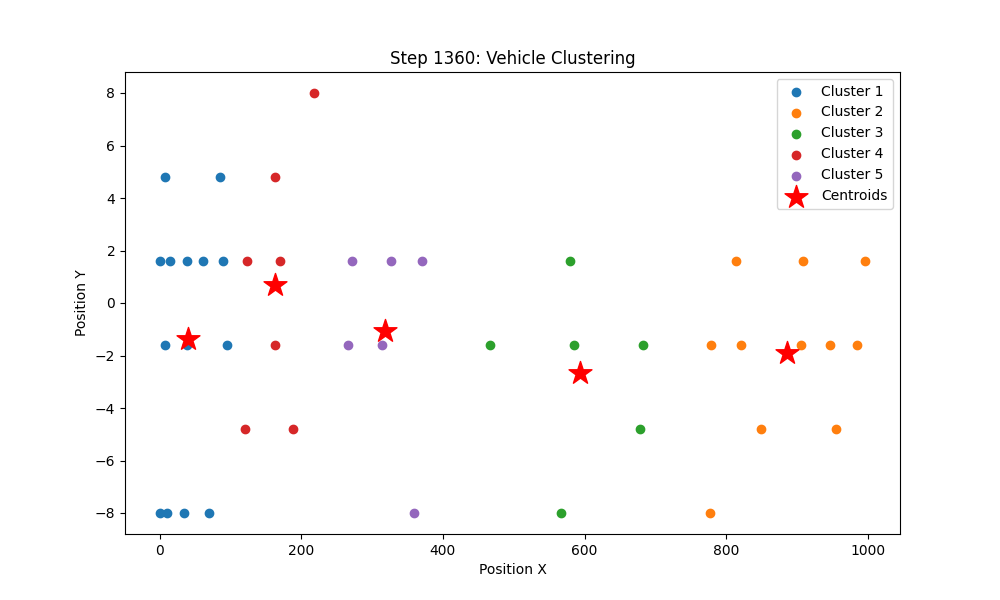 Step 1360: Vehicle Clustering
Cluster 1
Cluster 2
Cluster 3
Cluster 4
Cluster 5
Centroids
Position Y
8
6
4
2
0
−2
−4
−6
−8
0
200
400
600
800
1000
Position X